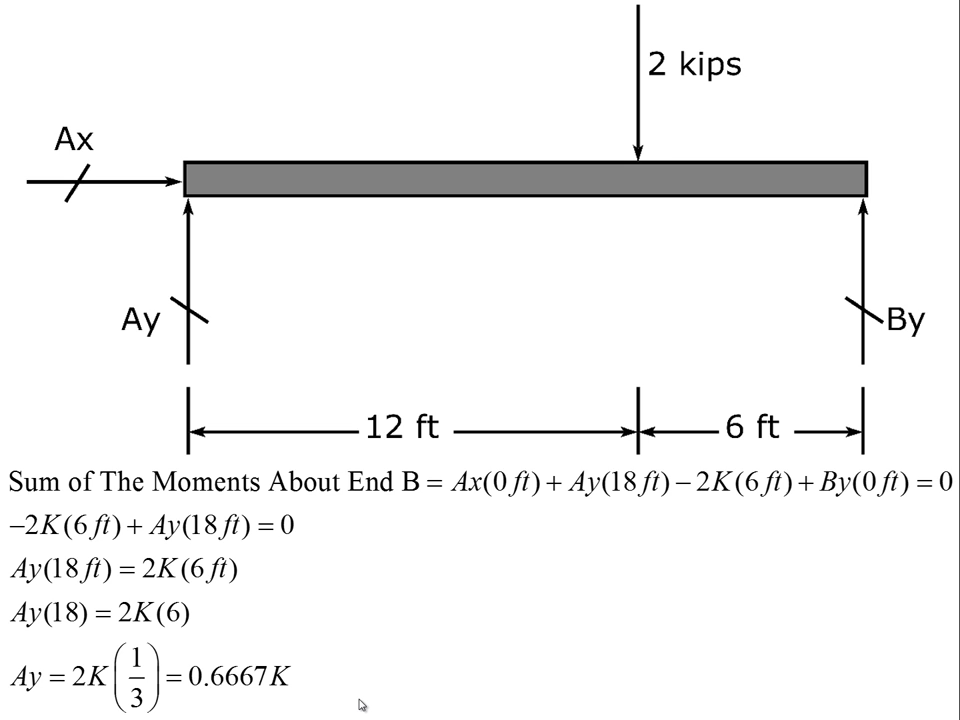 2 kips
Ax
Ay
By
12 ft
6 ft
Sum of The Moments About End B = Ax(0 ft) + Ay(18 ft) − 2K(6 ft) + By(0 ft) = 0
−2K(6 ft) + Ay(18 ft) = 0
Ay(18 ft) = 2K(6 ft)
Ay(18) = 2K(6)
Ay = 2K(1/3) = 0.6667K